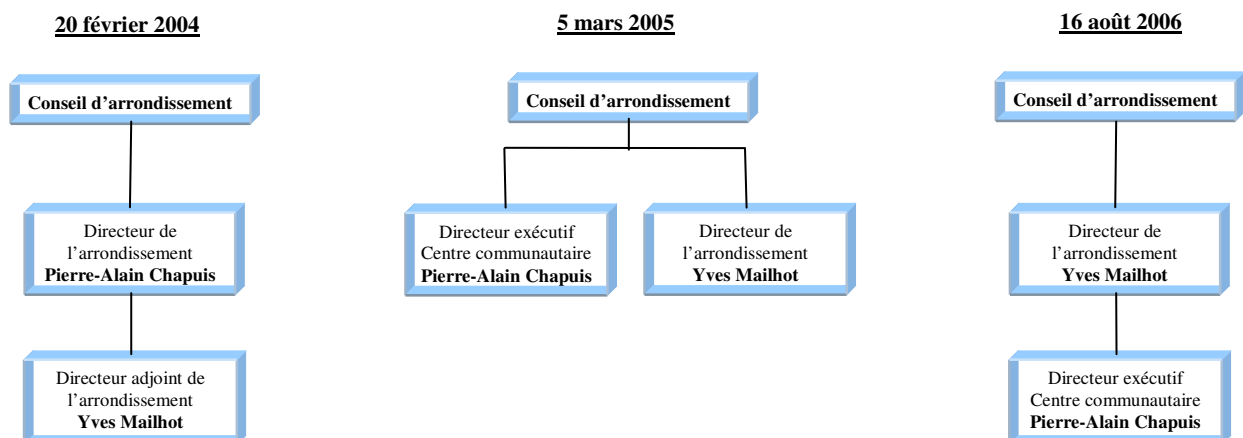 20 février 2004
Conseil d'arrondissement
Directeur de
l'arrondissement
Pierre-Alain Chapuis
Directeur adjoint de
l'arrondissement
Yves Mailhot
5 mars 2005
Conseil d'arrondissement
Directeur exécutif
Centre communautaire
Pierre-Alain Chapuis
Directeur de
l'arrondissement
Yves Mailhot
16 août 2006
Conseil d'arrondissement
Directeur de
l'arrondissement
Yves Mailhot
Directeur exécutif
Centre communautaire
Pierre-Alain Chapuis